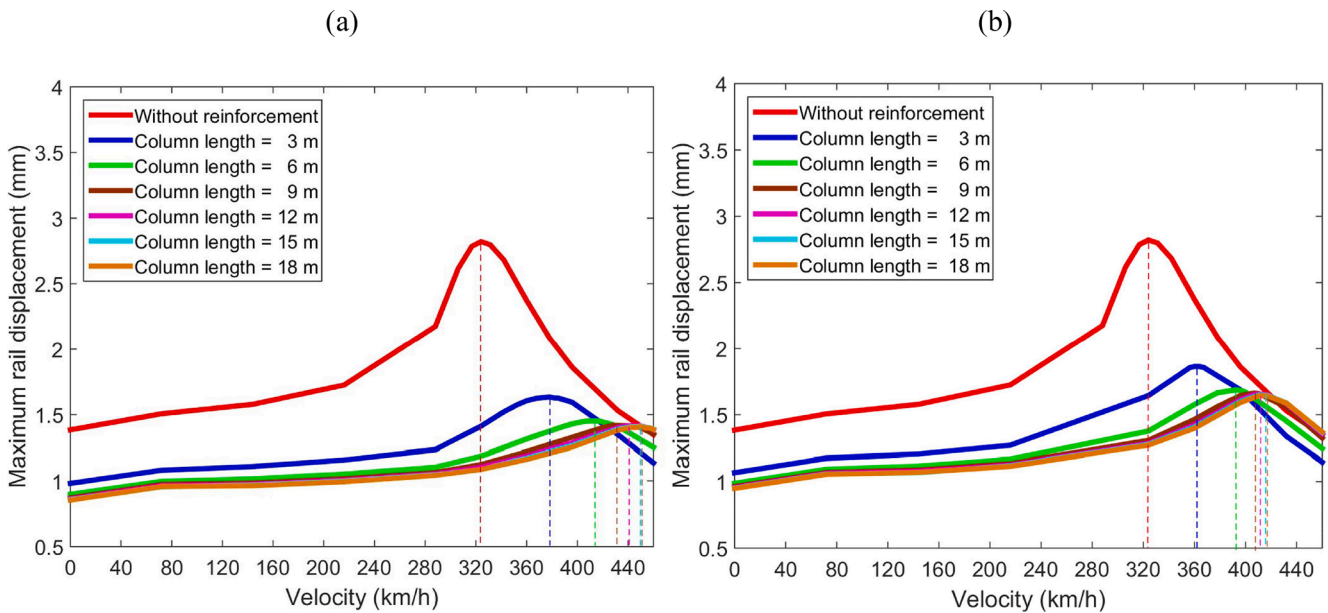 (a)
4
3.5
3
2.5
2
1.5
1
0.5
Maximum rail displacement (mm)
Without reinforcement
Column length = 3 m
Column length = 6 m
Column length = 9 m
Column length = 12 m
Column length = 15 m
Column length = 18 m
0 40 80 120 160 200 240 280 320 360 400 440
Velocity (km/h)
(b)
4
3.5
3
2.5
2
1.5
1
0.5
Maximum rail displacement (mm)
Without reinforcement
Column length = 3 m
Column length = 6 m
Column length = 9 m
Column length = 12 m
Column length = 15 m
Column length = 18 m
0 40 80 120 160 200 240 280 320 360 400 440
Velocity (km/h)